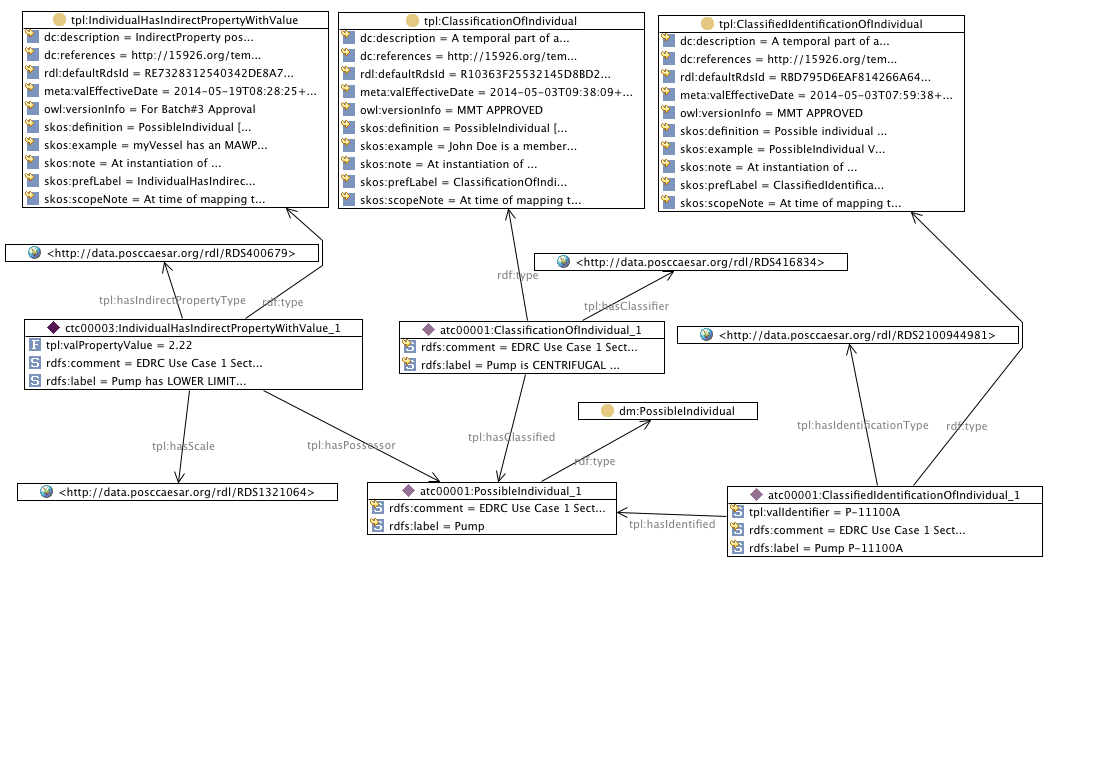 tpl:IndividualHasIndirectPropertyWithValue
dc:description = IndirectProperty pos...
dc:references = http://15926.org/tem...
rdl:defaultRdsId = RE7328312540342DE8A7...
meta:valEffectiveDate = 2014-05-19T08:28:25+...
owl:versionInfo = For Batch#3 Approval
skos:definition = PossibleIndividual [...
skos:example = myVessel has an MAWP...
skos:note = At instantiation of ...
skos:prefLabel = IndividualHasIndirec...
skos:scopeNote = At time of mapping t...
tpl:ClassificationOfIndividual
dc:description = A temporal part of a...
dc:references = http://15926.org/tem...
rdl:defaultRdsId = R10363F25532145D8BD2...
meta:valEffectiveDate = 2014-05-03T09:38:09+...
owl:versionInfo = MMT APPROVED
skos:definition = PossibleIndividual [...
skos:example = John Doe is a member...
skos:note = At instantiation of ...
skos:prefLabel = ClassificationOfIndi...
skos:scopeNote = At time of mapping t...
tpl:ClassifiedIdentificationOfIndividual
dc:description = A temporal part of a...
dc:references = http://15926.org/tem...
rdl:defaultRdsId = RBD795D6EAF814266A64...
meta:valEffectiveDate = 2014-05-03T07:59:38+...
owl:versionInfo = MMT APPROVED
skos:definition = Possible individual ...
skos:example = PossibleIndividual V...
skos:note = At instantiation of ...
skos:prefLabel = ClassifiedIdentifica...
skos:scopeNote = At time of mapping t...
<http://data.posccaesar.org/rdl/RDS400679>
<http://data.posccaesar.org/rdl/RDS416834>
rdf:type
tpl:hasIndirectPropertyType
rdf:type
tpl:hasClassifier
ctc00003:IndividualHasIndirectPropertyWithValue_1
tpl:valPropertyValue = 2.22
rdfs:comment = EDRC Use Case 1 Sect...
rdfs:label = Pump has LOWER LIMIT...
atc00001:ClassificationOfIndividual_1
rdfs:comment = EDRC Use Case 1 Sect...
rdfs:label = Pump is CENTRIFUGAL ...
<http://data.posccaesar.org/rdl/RDS2100944981>
dm:PossibleIndividual
tpl:hasIdentificationType
rdf:type
tpl:hasScale
tpl:hasPossessor
tpl:hasClassified
rdf:type
<http://data.posccaesar.org/rdl/RDS1321064>
atc00001:PossibleIndividual_1
rdfs:comment = EDRC Use Case 1 Sect...
rdfs:label = Pump
tpl:hasIdentified
atc00001:ClassifiedIdentificationOfIndividual_1
tpl:valIdentifier = P-11100A
rdfs:comment = EDRC Use Case 1 Sect...
rdfs:label = Pump P-11100A